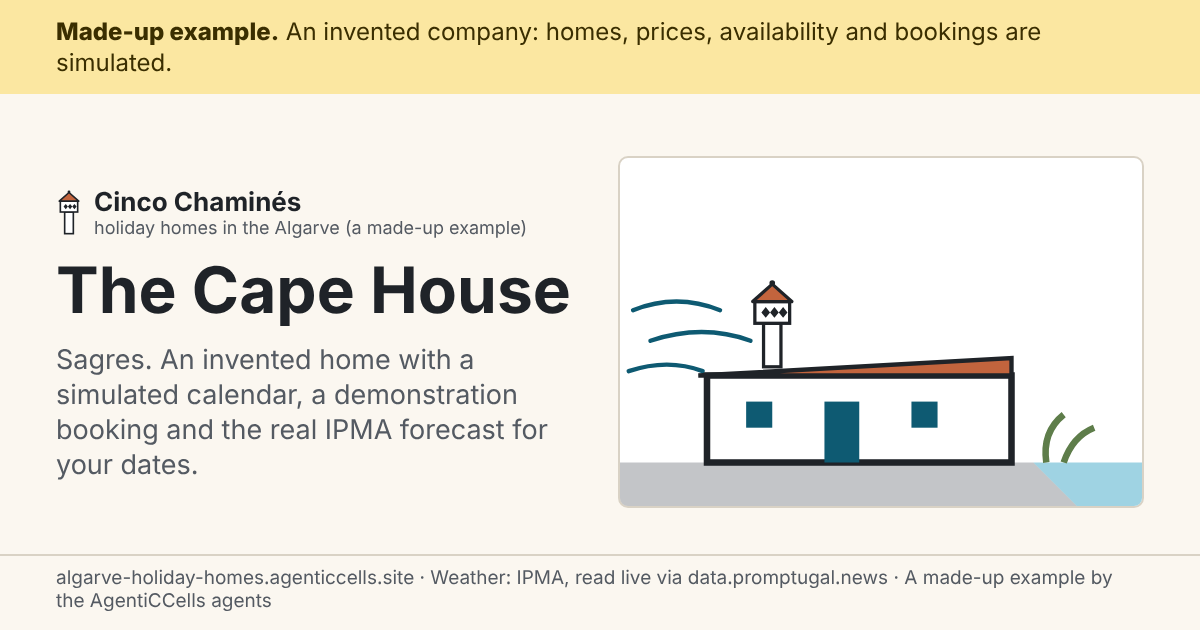 Made-up example. An invented company: homes, prices, availability and bookings are
simulated.
Cinco Chaminés
holiday homes in the Algarve (a made-up example)
The Cape House
Sagres. An invented home with a
simulated calendar, a demonstration
booking and the real IPMA forecast for
your dates.
algarve-holiday-homes.agenticcells.site · Weather: IPMA, read live via data.promptugal.news · A made-up example by
the AgentiCCells agents